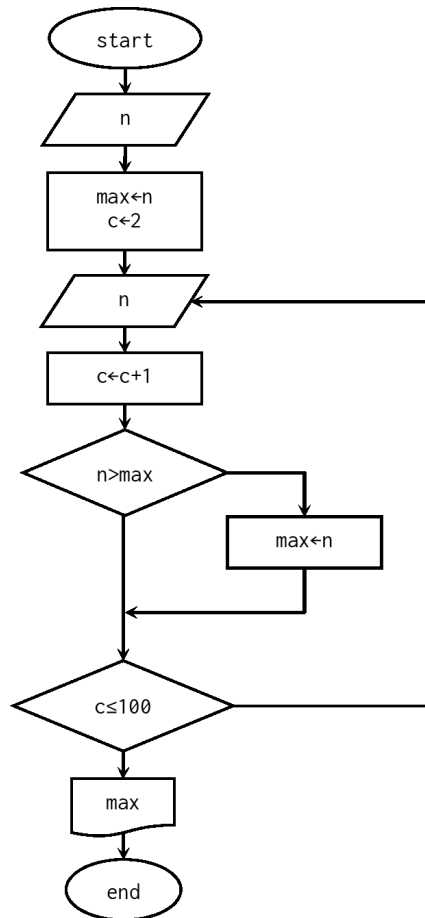 start
n
max←n
c←2
n
c←c+1
n>max
max←n
c≤100
max
end